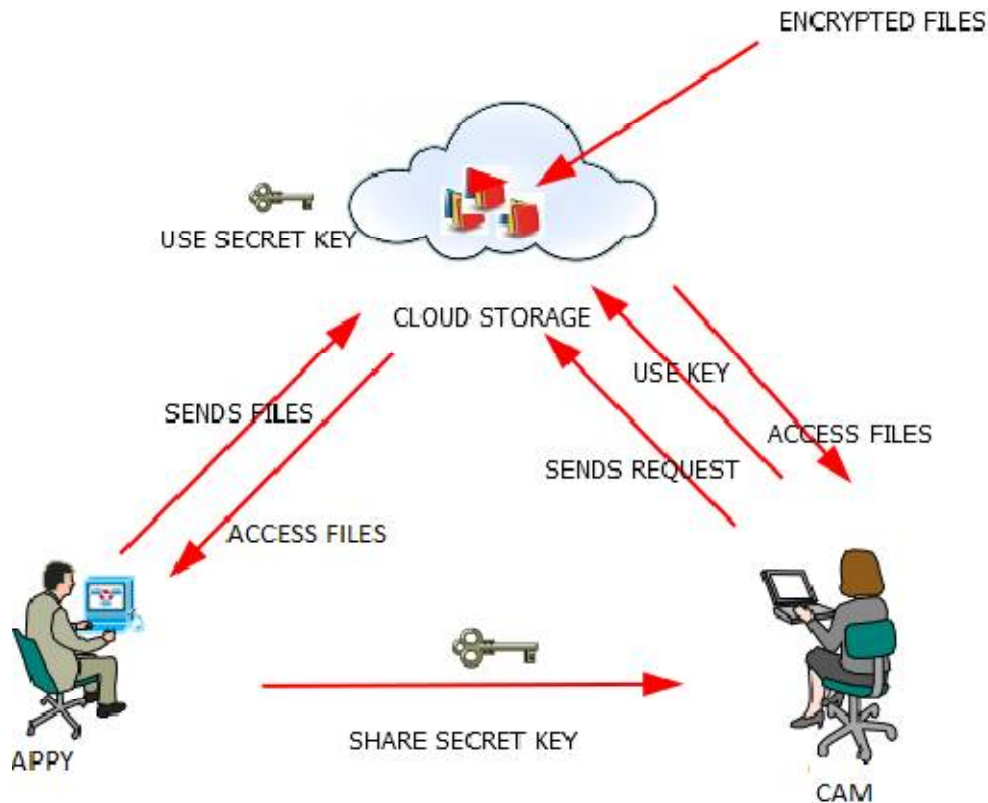 ENCRYPTED FILES
USE SECRET KEY
CLOUD STORAGE
USE KEY
SENDS FILES
ACCESS FILES
SENDS REQUEST
ACCESS FILES
SHARE SECRET KEY
APPY
CAM